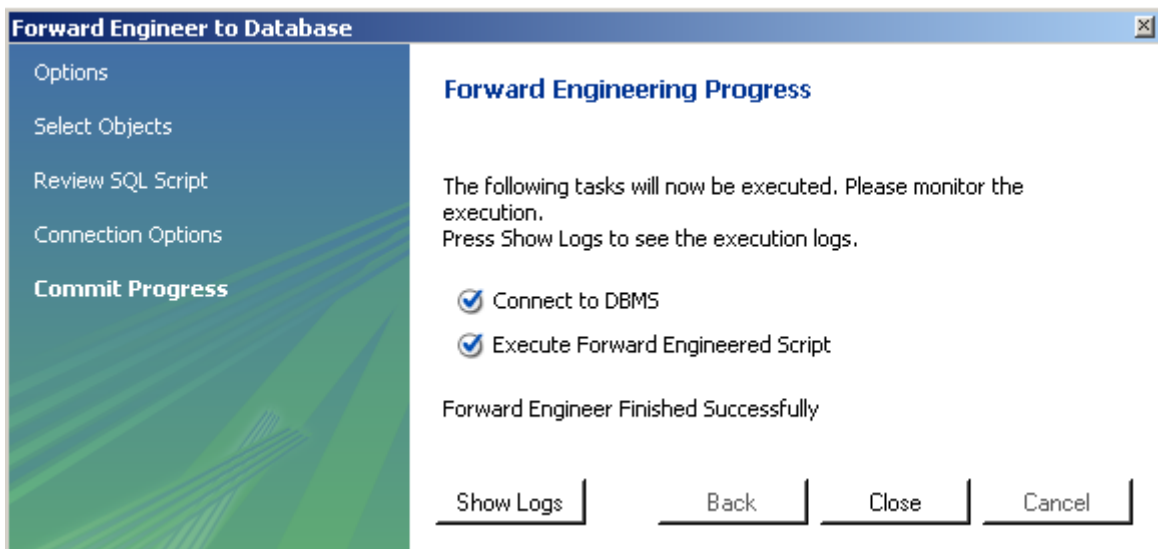 Forward Engineer to Database
Options
Select Objects
Review SQL Script
Connection Options
Commit Progress
Forward Engineering Progress
The following tasks will now be executed. Please monitor the
execution.
Press Show Logs to see the execution logs.
Connect to DBMS
Execute Forward Engineered Script
Forward Engineer Finished Successfully
Show Logs
Back
Close
Cancel